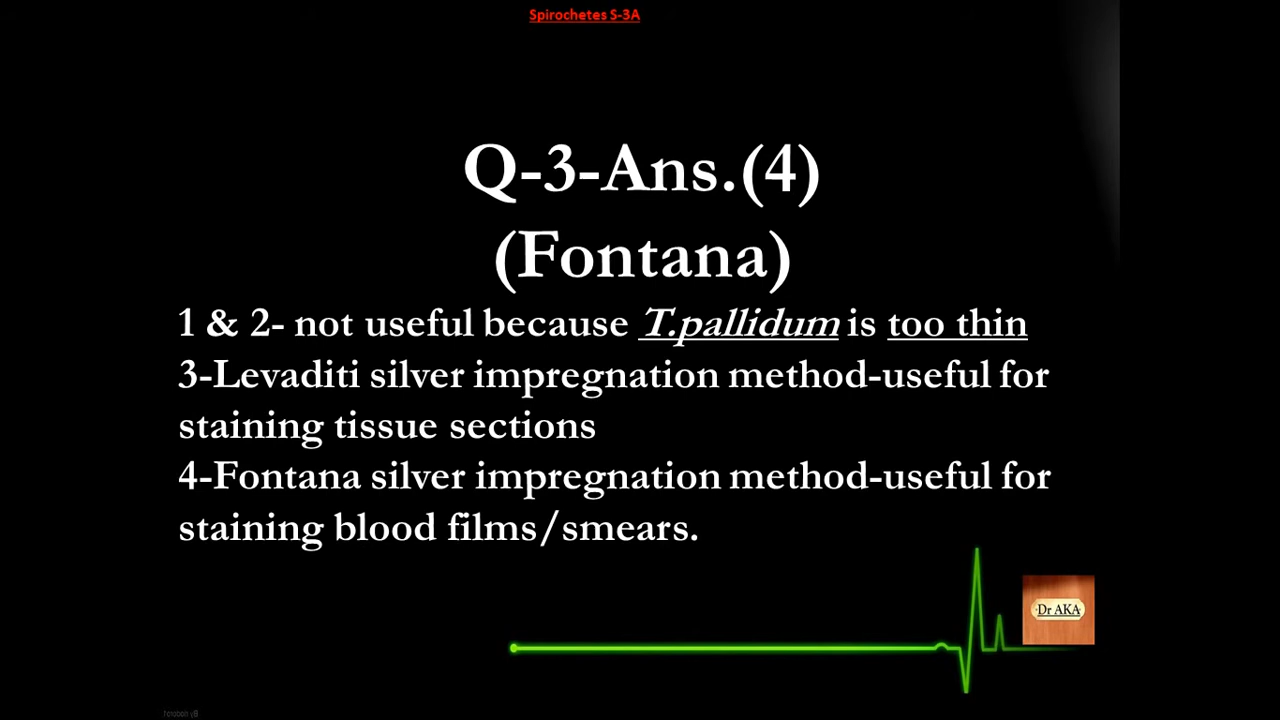 Spirochetes S-3A
Q-3-Ans.(4)
(Fontana)
1 & 2- not useful because T.pallidum is too thin
3-Levaditi silver impregnation method-useful for
staining tissue sections
4-Fontana silver impregnation method-useful for
staining blood films/smears.
Dr AKA